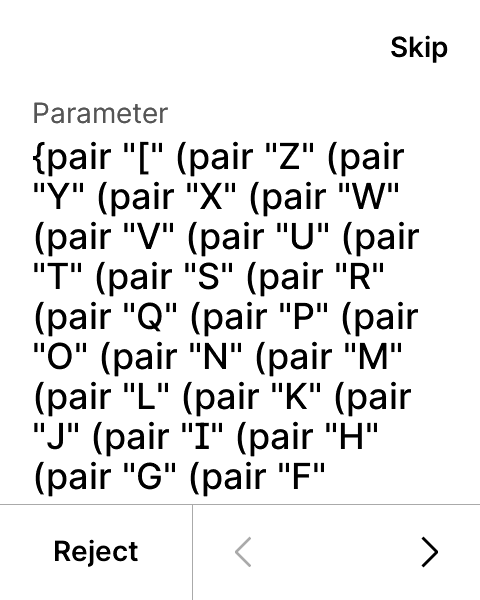 Skip
Parameter
{pair "[" (pair "Z" (pair
"Y" (pair "X" (pair "W"
(pair "V" (pair "U" (pair
"T" (pair "S" (pair "R"
(pair "Q" (pair "P" (pair
"O" (pair "N" (pair "M"
(pair "L" (pair "K" (pair
"J" (pair "I" (pair "H"
(pair "G" (pair "F"
Reject